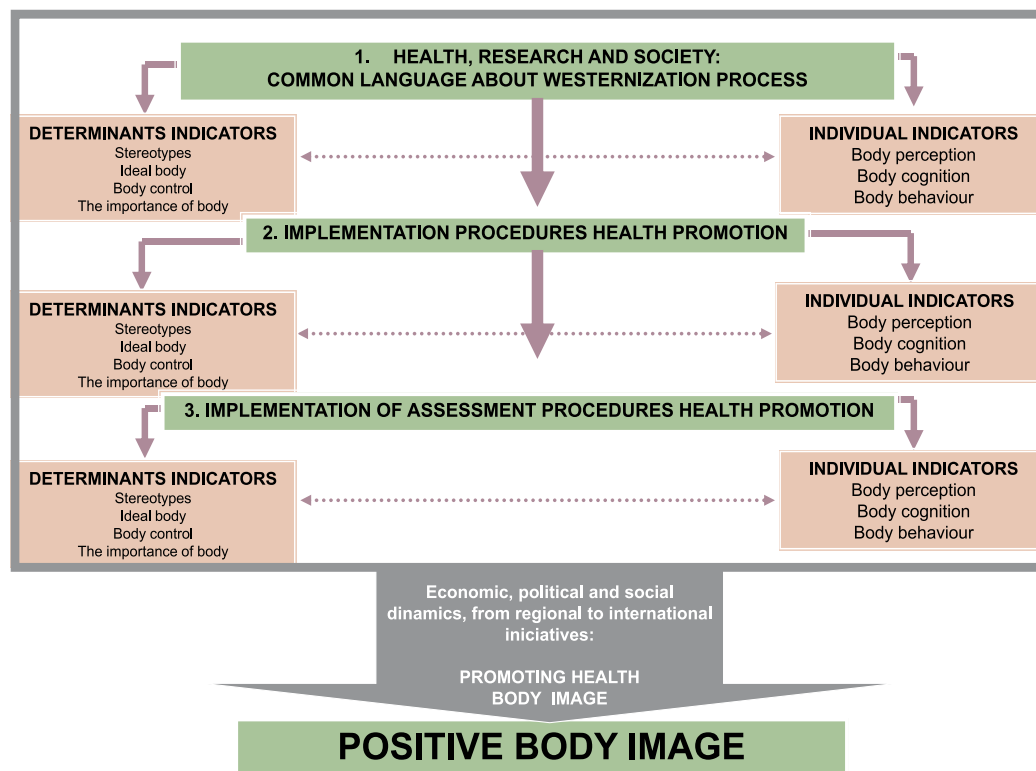 1. HEALTH, RESEARCH AND SOCIETY:
COMMON LANGUAGE ABOUT WESTERNIZATION PROCESS
DETERMINANTS INDICATORS
Stereotypes
Ideal body
Body control
The importance of body
INDIVIDUAL INDICATORS
Body perception
Body cognition
Body behaviour
2. IMPLEMENTATION PROCEDURES HEALTH PROMOTION
DETERMINANTS INDICATORS
Stereotypes
Ideal body
Body control
The importance of body
INDIVIDUAL INDICATORS
Body perception
Body cognition
Body behaviour
3. IMPLEMENTATION OF ASSESSMENT PROCEDURES HEALTH PROMOTION
DETERMINANTS INDICATORS
Stereotypes
Ideal body
Body control
The importance of body
INDIVIDUAL INDICATORS
Body perception
Body cognition
Body behaviour
Economic, political and social
dinamics, from regional to international
iniciatives:
PROMOTING HEALTH
BODY IMAGE
POSITIVE BODY IMAGE